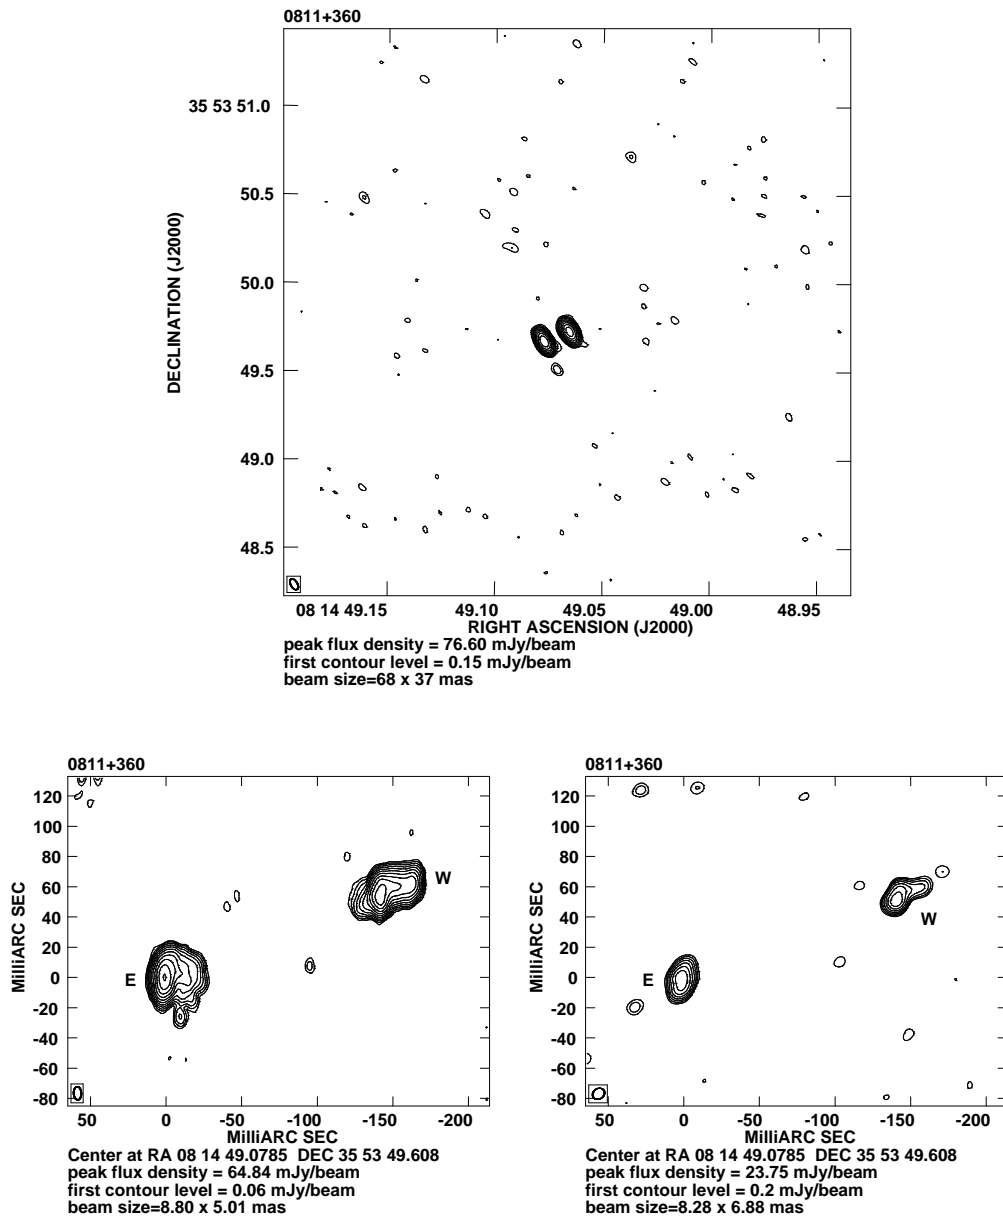 0811+360
DECLINATION (J2000)
35 53 51.0
50.5
50.0
49.5
49.0
48.5
08 14 49.15 49.10 49.05 49.00 48.95
RIGHT ASCENSION (J2000)
peak flux density = 76.60 mJy/beam
first contour level = 0.15 mJy/beam
beam size=68 x 37 mas
0811+360
MilliARC SEC
120
100
80
60
40
20
0
-20
-40
-60
-80
W
E
50 0 -50 -100 -150 -200
MilliARC SEC
Center at RA 08 14 49.0785 DEC 35 53 49.608
peak flux density = 64.84 mJy/beam
first contour level = 0.06 mJy/beam
beam size=8.80 x 5.01 mas
0811+360
MilliARC SEC
120
100
80
60
40
20
0
-20
-40
-60
-80
W
E
50 0 -50 -100 -150 -200
MilliARC SEC
Center at RA 08 14 49.0785 DEC 35 53 49.608
peak flux density = 23.75 mJy/beam
first contour level = 0.2 mJy/beam
beam size=8.28 x 6.88 mas